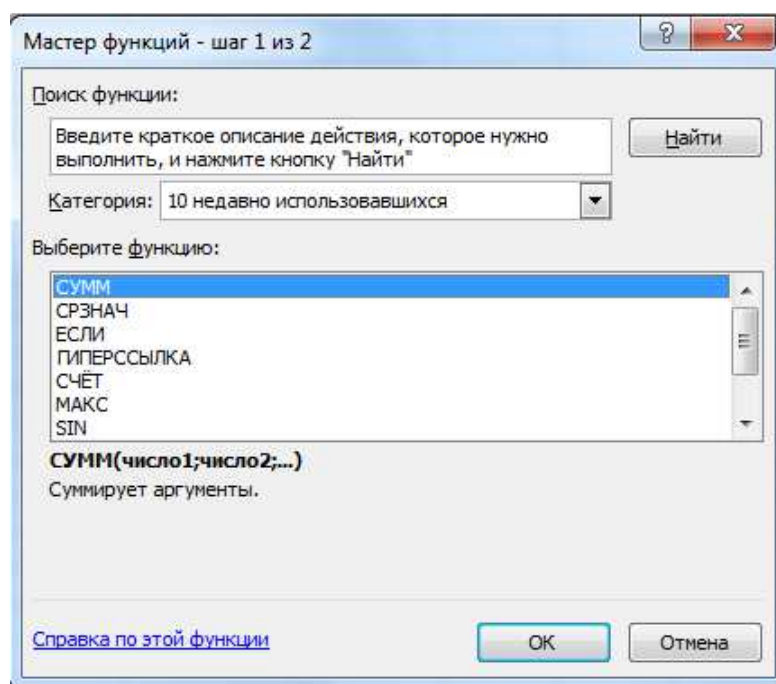 Мастер функций - шаг 1 из 2
Поиск функции:
Введите краткое описание действия, которое нужно
выполнить, и нажмите кнопку "Найти"
Найти
Категория: 10 недавно использовавшихся
Выберите функцию:
СУММ
СРЗНАЧ
ЕСЛИ
ГИПЕРССЫЛКА
СЧЁТ
МАКС
SIN
СУММ(число1;число2;...)
Суммирует аргументы.
Справка по этой функции
ОК
Отмена